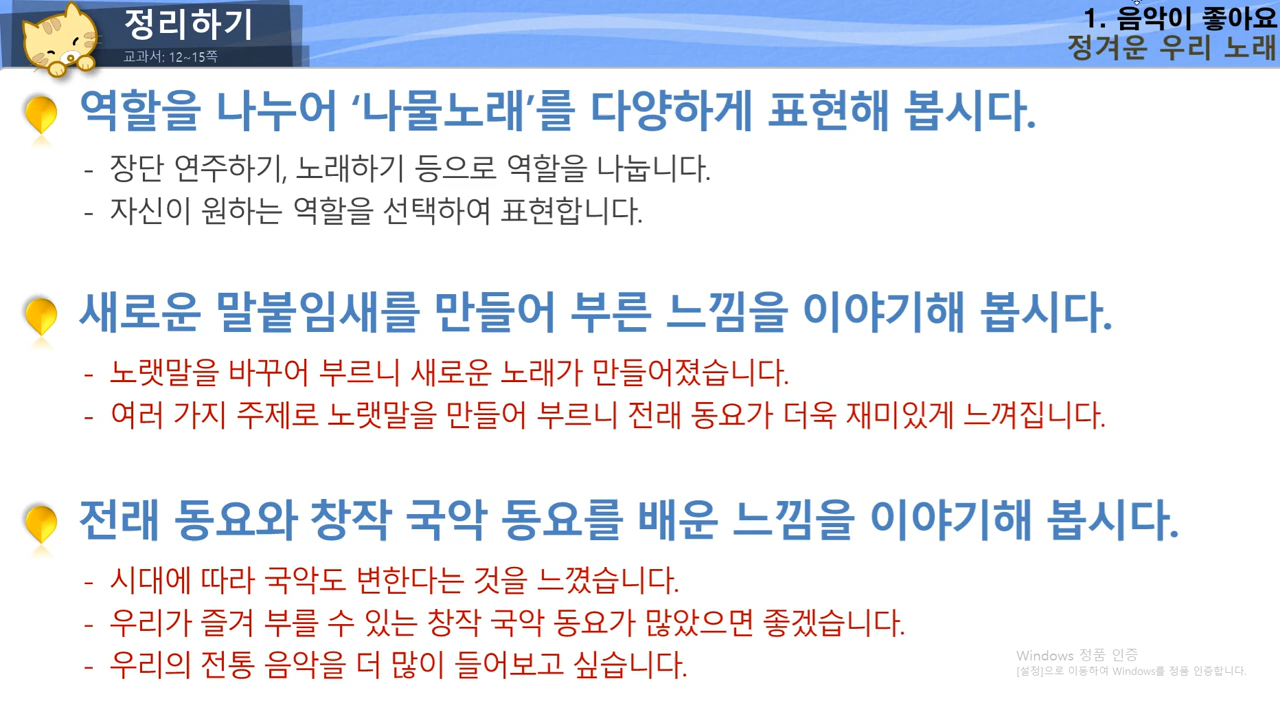 정리하기
교과서: 12~15쪽
1. 음악이 좋아요
정겨운 우리 노래
역할을 나누어 ‘나물노래’를 다양하게 표현해 봅시다.
- 장단 연주하기, 노래하기 등으로 역할을 나눕니다.
- 자신이 원하는 역할을 선택하여 표현합니다.
새로운 말붙임새를 만들어 부른 느낌을 이야기해 봅시다.
- 노랫말을 바꾸어 부르니 새로운 노래가 만들어졌습니다.
- 여러 가지 주제로 노랫말을 만들어 부르니 전래 동요가 더욱 재미있게 느껴집니다.
전래 동요와 창작 국악 동요를 배운 느낌을 이야기해 봅시다.
- 시대에 따라 국악도 변한다는 것을 느꼈습니다.
- 우리가 즐겨 부를 수 있는 창작 국악 동요가 많았으면 좋겠습니다.
- 우리의 전통 음악을 더 많이 들어보고 싶습니다.
Windows 정품 인증
[설정]으로 이동하여 Windows를 정품 인증합니다.